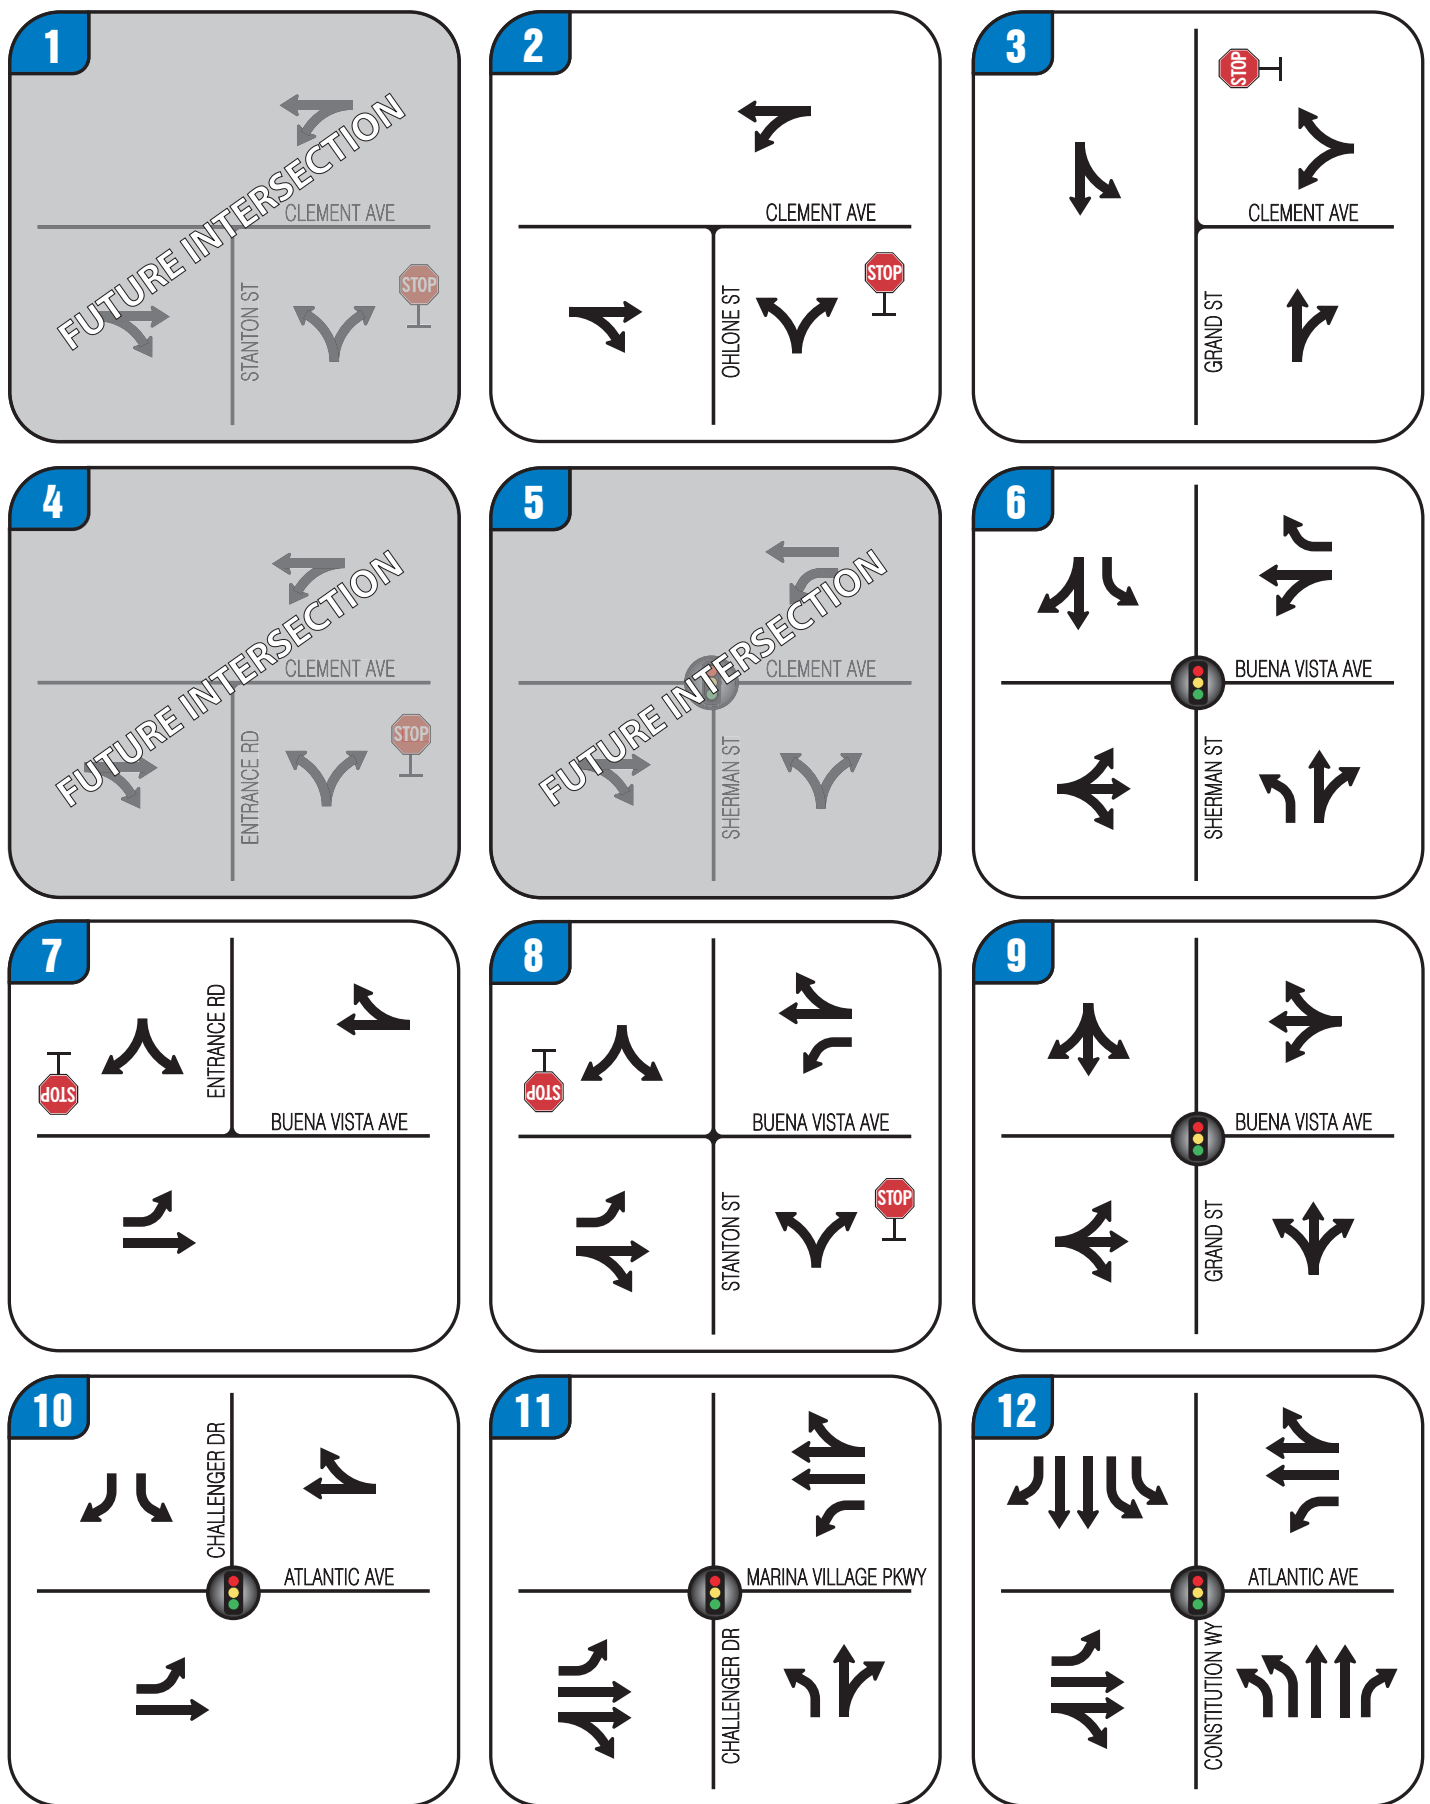 1
FUTURE INTERSECTION
CLEMENT AVE
STANTON ST
STOP
2
CLEMENT AVE
OHLONE ST
STOP
3
STOP
CLEMENT AVE
GRAND ST
4
FUTURE INTERSECTION
CLEMENT AVE
ENTRANCE RD
STOP
5
FUTURE INTERSECTION
CLEMENT AVE
SHERMAN ST
6
BUENA VISTA AVE
SHERMAN ST
7
ENTRANCE RD
STOP
BUENA VISTA AVE
8
STOP
BUENA VISTA AVE
STANTON ST
STOP
9
BUENA VISTA AVE
GRAND ST
10
CHALLENGER DR
ATLANTIC AVE
11
MARINA VILLAGE PKWY
CHALLENGER DR
12
ATLANTIC AVE
CONSTITUTION WY